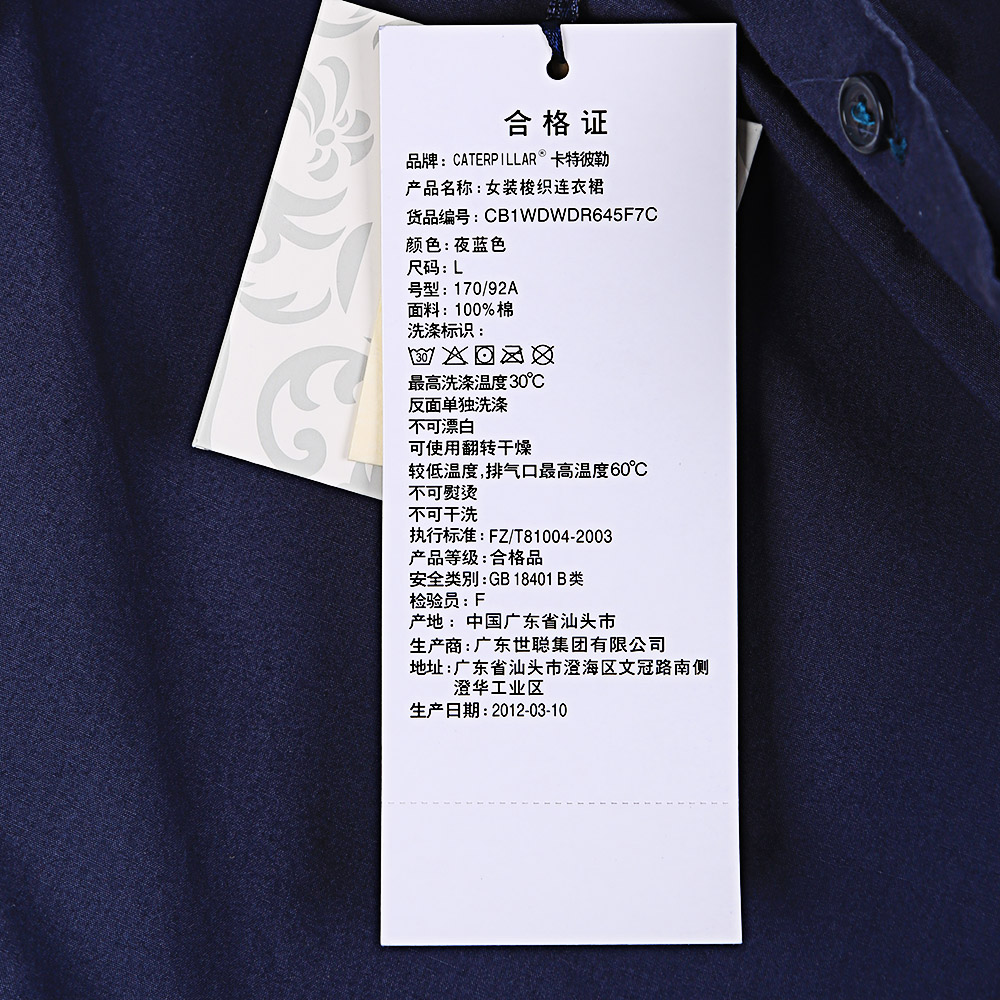 合格证
品牌: CATERPILLAR® 卡特彼勒
产品名称: 女装梭织连衣裙
货品编号: CB1WDWDR645F7C
颜色: 夜蓝色
尺码: L
号型: 170/92A
面料: 100%棉
洗涤标识:
30
最高洗涤温度30℃
反面单独洗涤
不可漂白
可使用翻转干燥
较低温度,排气口最高温度60℃
不可熨烫
不可干洗
执行标准: FZ/T81004-2003
产品等级: 合格品
安全类别: GB 18401 B类
检验员: F
产地: 中国广东省汕头市
生产商: 广东世聪集团有限公司
地址: 广东省汕头市澄海区文冠路南侧
澄华工业区
生产日期: 2012-03-10